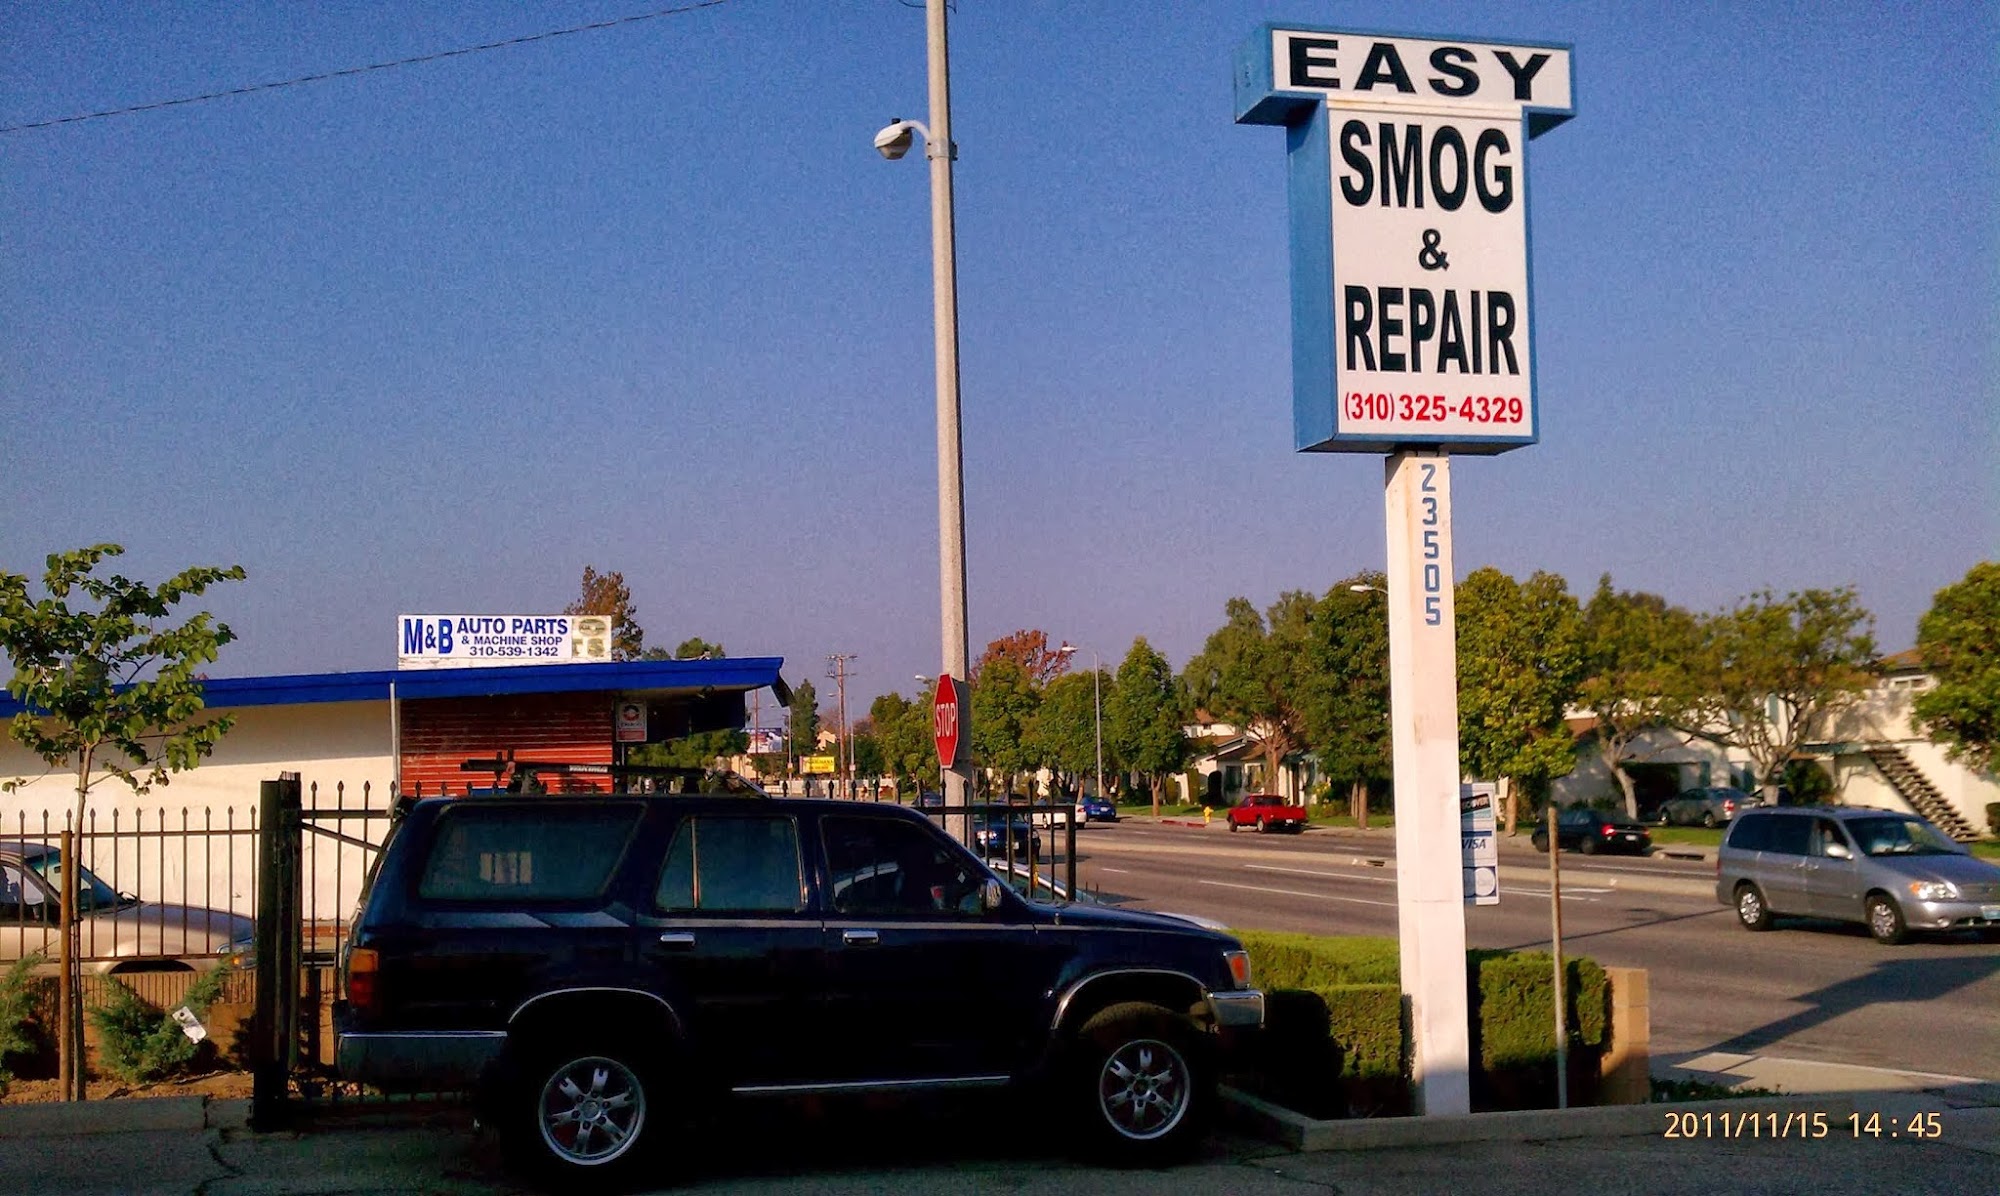 EASY
SMOG
&
REPAIR
(310) 325-4329
23505
M&B AUTO PARTS
& MACHINE SHOP
310-539-1342
STOP
DISCOVER
VISA
2011/11/15 14:45